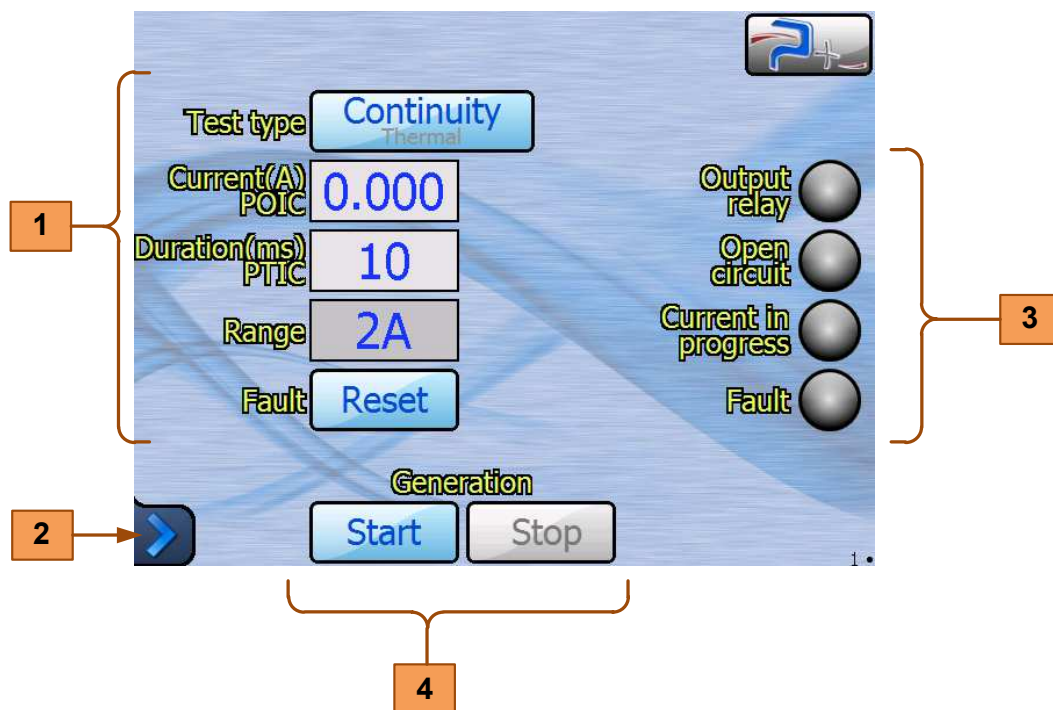 Test type
Continuity
Thermal
Current(A)
POIC
0.000
Duration(ms)
PTIC
10
Range
2A
Fault
Reset
Output
relay
Open
circuit
Current in
progress
Fault
Generation
Start
Stop
1 •
1
2
3
4